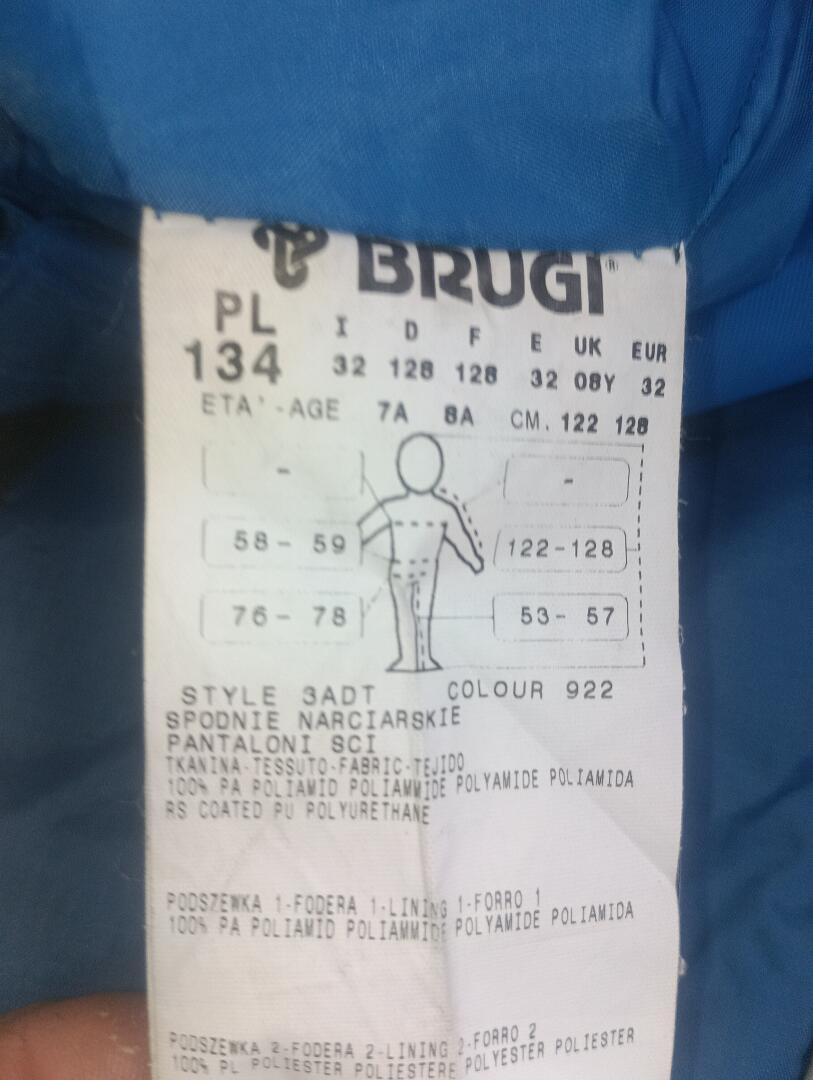 BRUGI®
PL I D F E UK EUR
134 32 128 128 32 08Y 32
ETA'-AGE 7A 8A CM. 122 128
- -
58- 59 122-128
76- 78 53- 57
STYLE 3ADT COLOUR 922
SPODNIE NARCIARSKIE
PANTALONI SCI
TKANINA-TESSUTO-FABRIC-TEJIDO
100% PA POLIAMID POLIAMMIDE POLYAMIDE POLIAMIDA
RS COATED PU POLYURETHANE
PODSZEWKA 1-FODERA 1-LINING 1-FORRO 1
100% PA POLIAMID POLIAMMIDE POLYAMIDE POLIAMIDA
PODSZEWKA 2-FODERA 2-LINING 2-FORRO 2
100% PL POLIESTER POLIESTERE POLYESTER POLIESTER